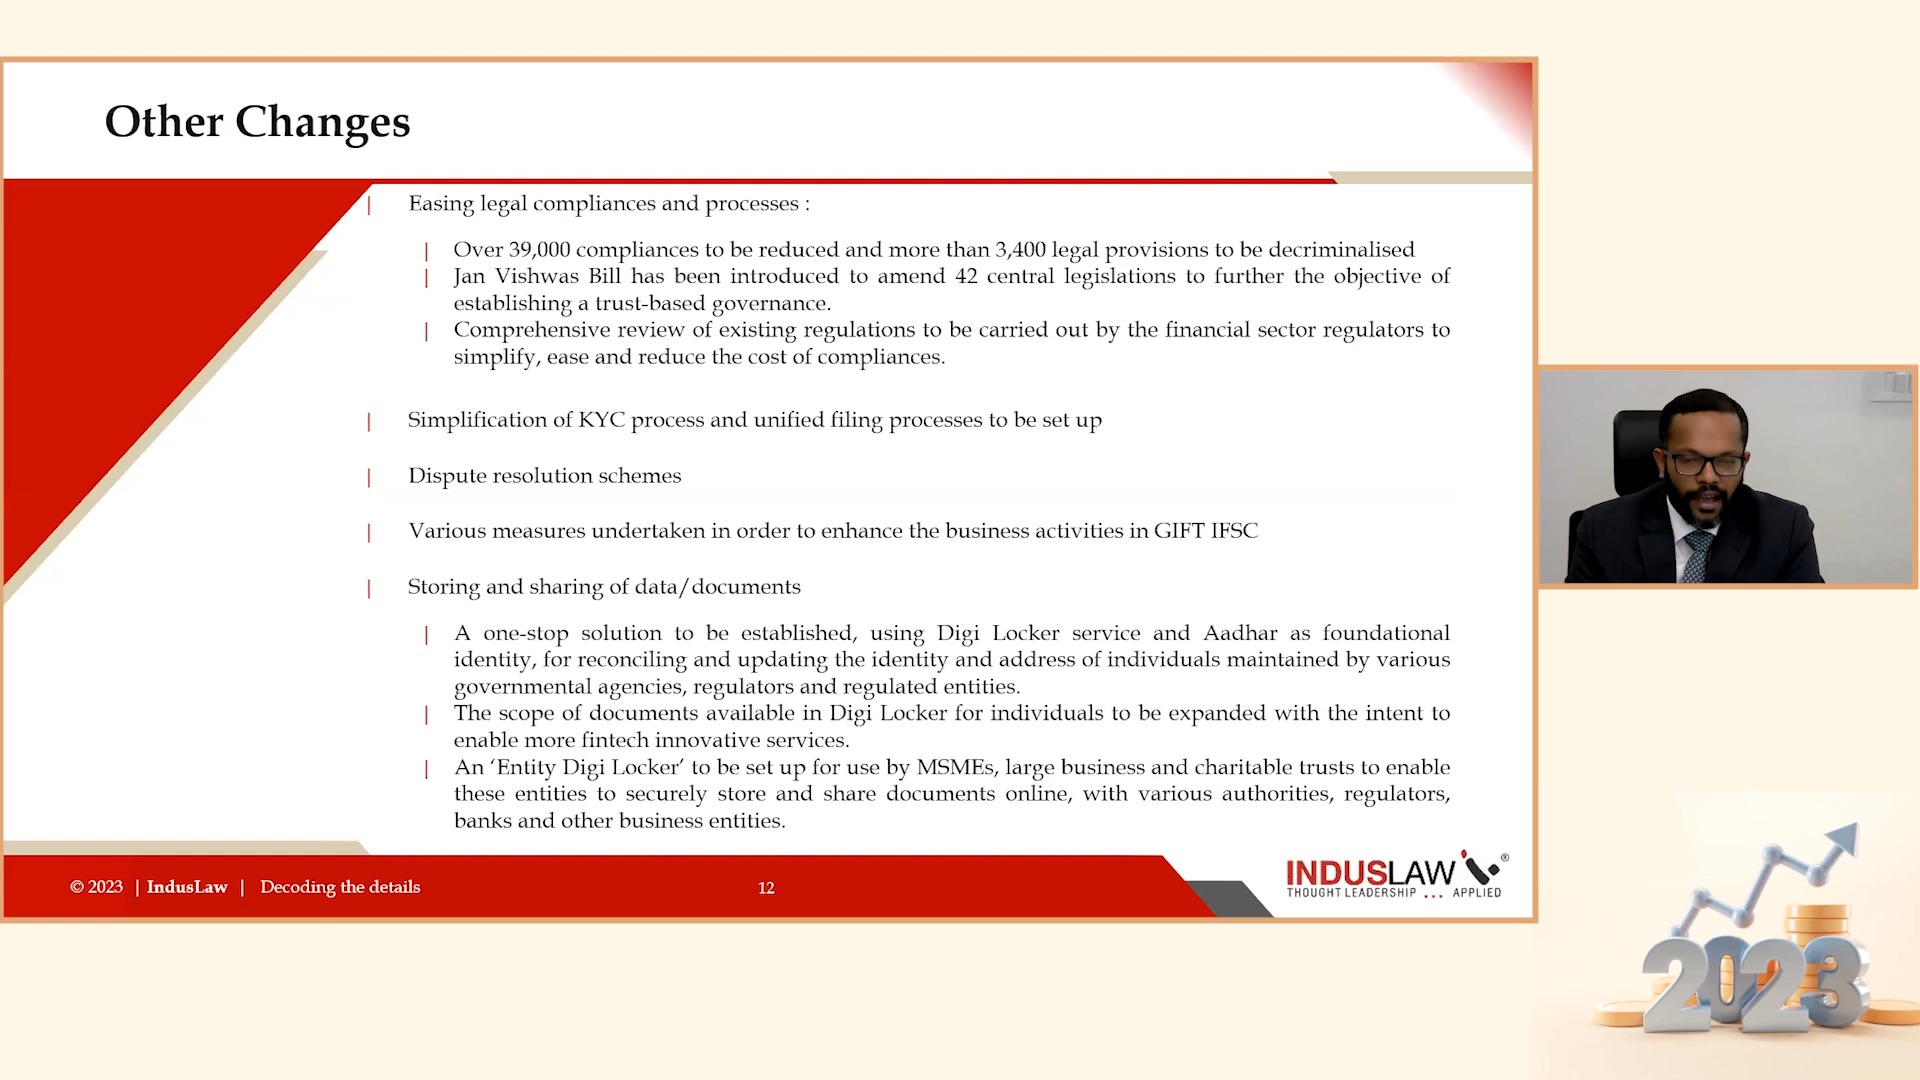 Other Changes
| Easing legal compliances and processes :
| Over 39,000 compliances to be reduced and more than 3,400 legal provisions to be decriminalised
| Jan Vishwas Bill has been introduced to amend 42 central legislations to further the objective of
establishing a trust-based governance.
| Comprehensive review of existing regulations to be carried out by the financial sector regulators to
simplify, ease and reduce the cost of compliances.
| Simplification of KYC process and unified filing processes to be set up
| Dispute resolution schemes
| Various measures undertaken in order to enhance the business activities in GIFT IFSC
| Storing and sharing of data/documents
| A one-stop solution to be established, using Digi Locker service and Aadhar as foundational
identity, for reconciling and updating the identity and address of individuals maintained by various
governmental agencies, regulators and regulated entities.
| The scope of documents available in Digi Locker for individuals to be expanded with the intent to
enable more fintech innovative services.
| An ‘Entity Digi Locker’ to be set up for use by MSMEs, large business and charitable trusts to enable
these entities to securely store and share documents online, with various authorities, regulators,
banks and other business entities.
© 2023 | IndusLaw | Decoding the details
12
INDUSLAW ®
THOUGHT LEADERSHIP ... APPLIED
2023